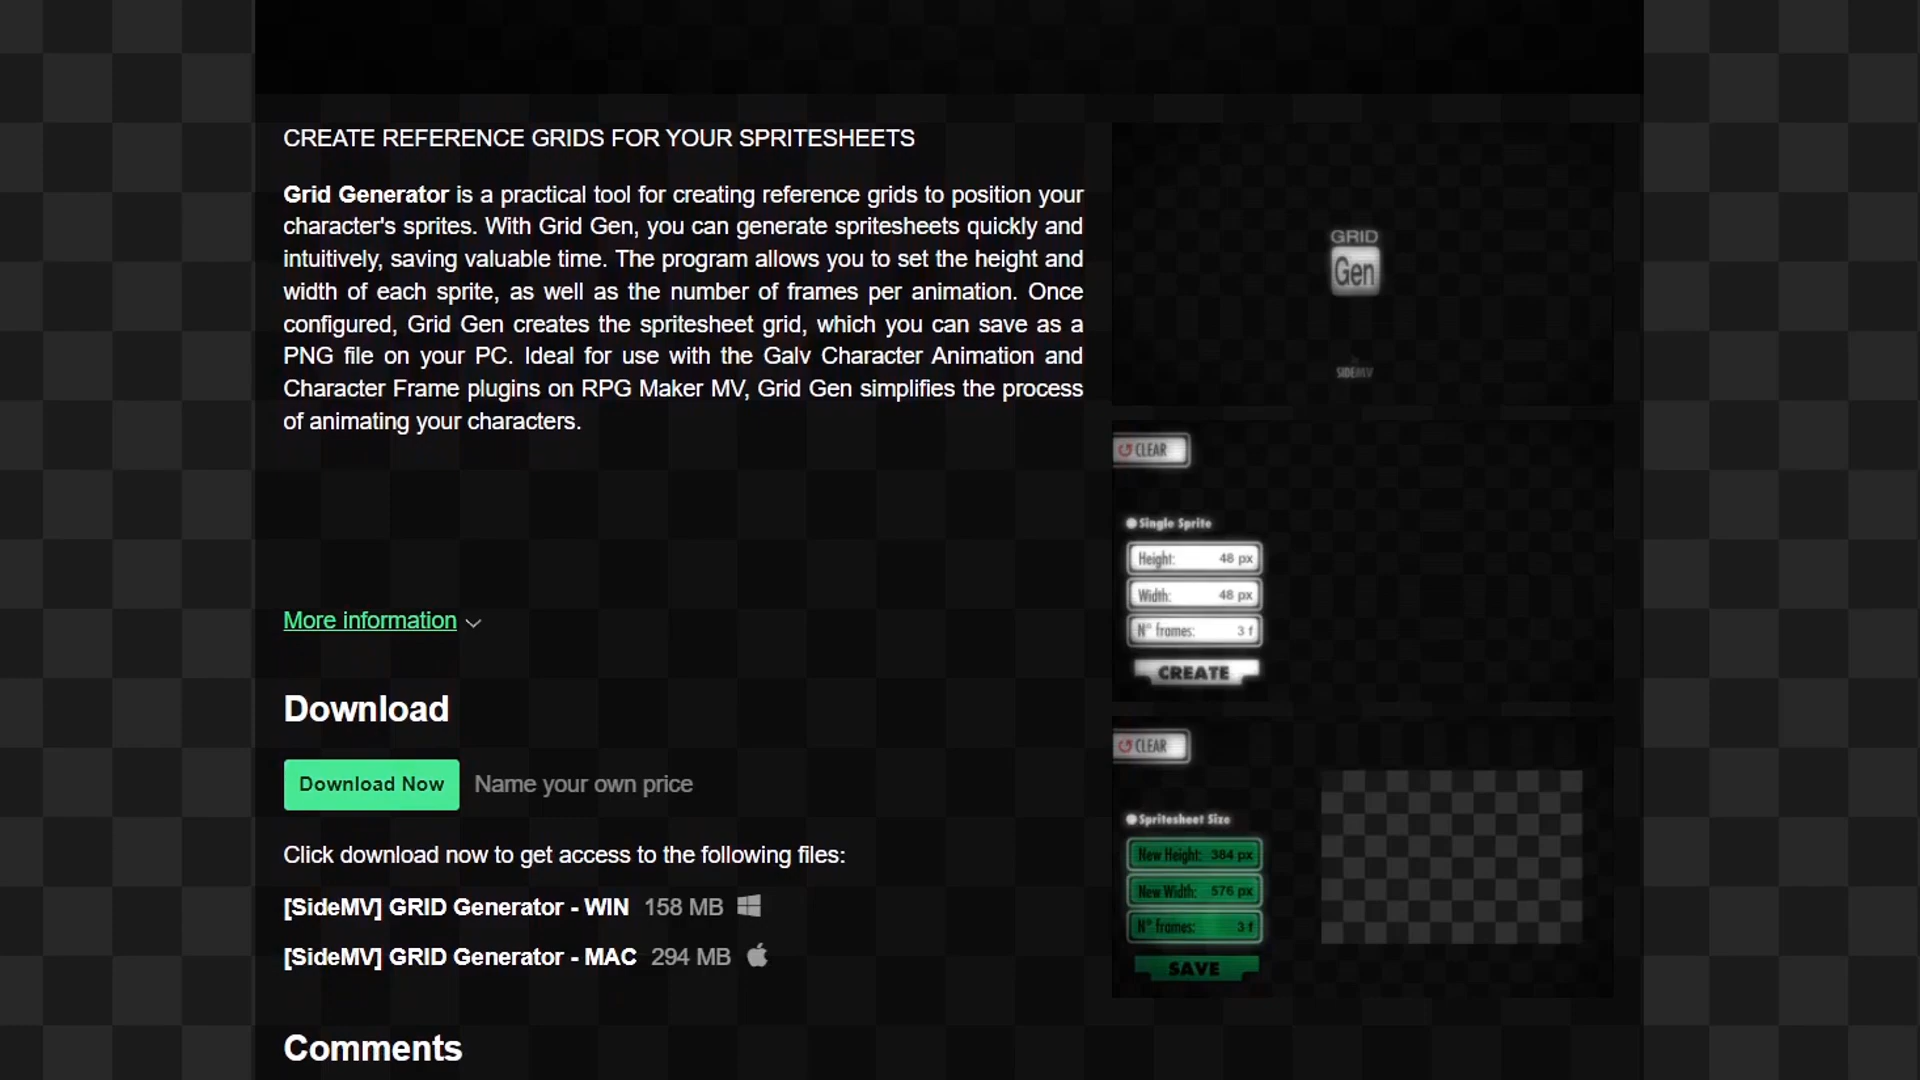 CREATE REFERENCE GRIDS FOR YOUR SPRITESHEETS
Grid Generator is a practical tool for creating reference grids to position your
character's sprites. With Grid Gen, you can generate spritesheets quickly and
intuitively, saving valuable time. The program allows you to set the height and
width of each sprite, as well as the number of frames per animation. Once
configured, Grid Gen creates the spritesheet grid, which you can save as a
PNG file on your PC. Ideal for use with the Galv Character Animation and
Character Frame plugins on RPG Maker MV, Grid Gen simplifies the process
of animating your characters.
More information
Download
Download Now Name your own price
Click download now to get access to the following files:
[SideMV] GRID Generator - WIN 158 MB
[SideMV] GRID Generator - MAC 294 MB
Comments
GRID
Gen
SIDEMV
CLEAR
Single Sprite
Height: 48 px
Width: 48 px
N° frames: 3 f
CREATE
CLEAR
Spritesheet Size
New Height: 384 px
New Width: 576 px
N° frames: 3 f
SAVE